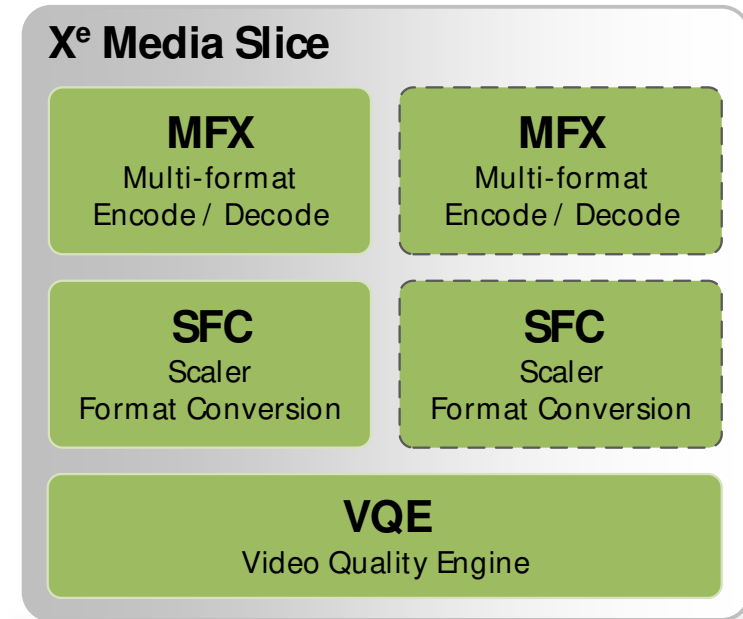 Xᵉ Media Slice
MFX
Multi-format
Encode / Decode
MFX
Multi-format
Encode / Decode
SFC
Scaler
Format Conversion
SFC
Scaler
Format Conversion
VQE
Video Quality Engine